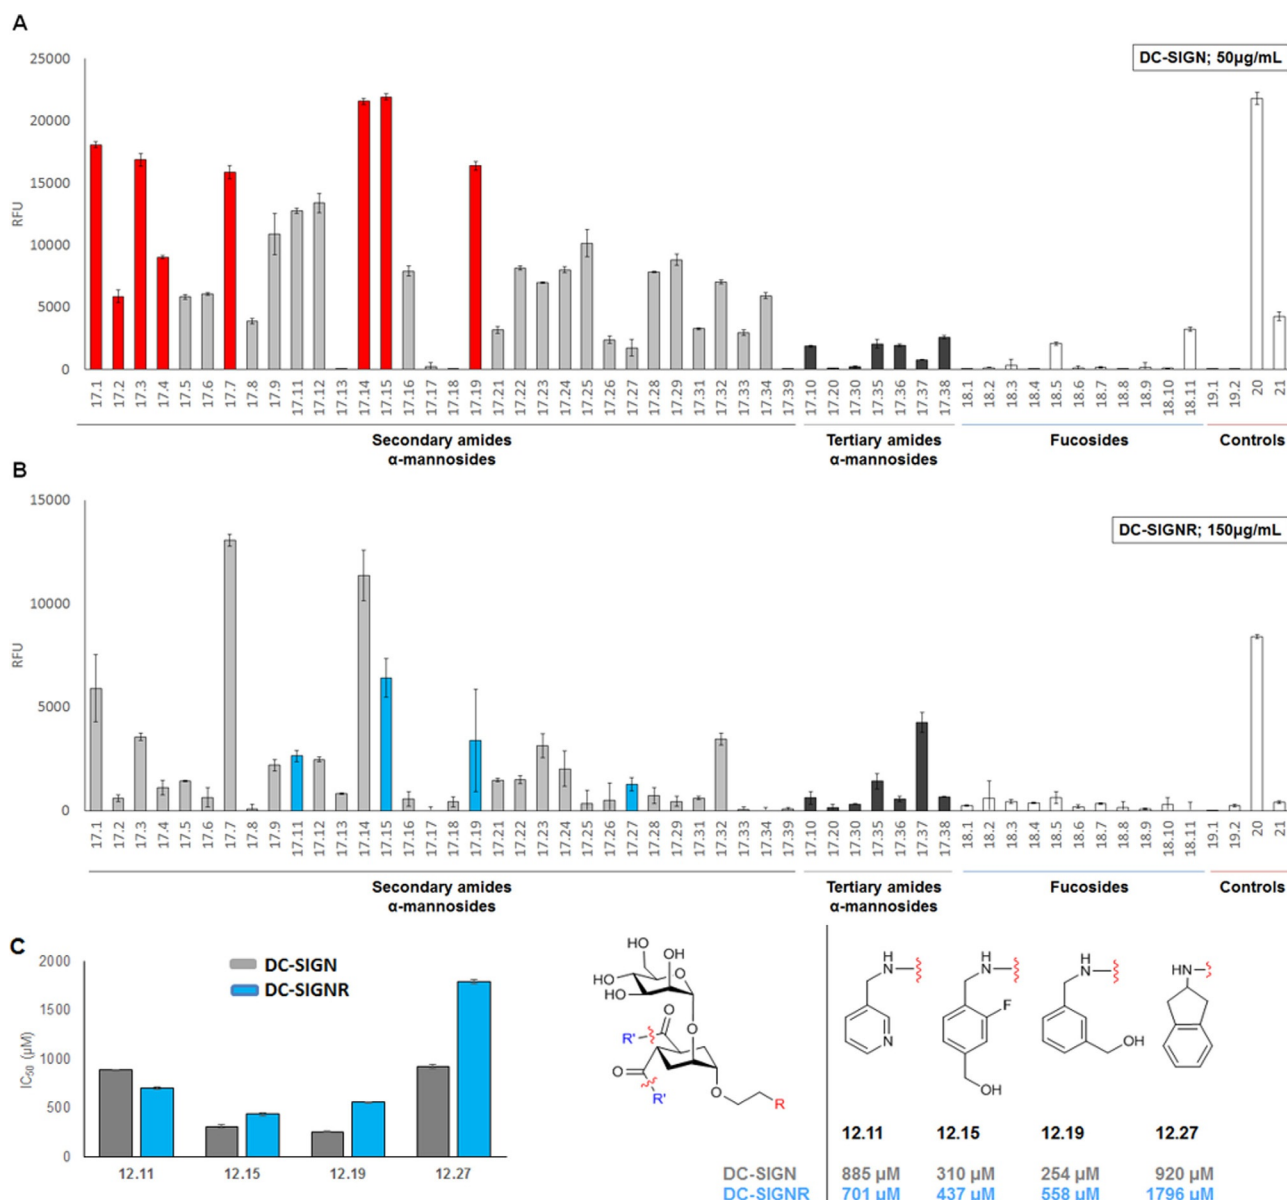 A
DC-SIGN; 50µg/mL
25000
20000
15000
10000
5000
0
RFU
17.1 17.2 17.3 17.4 17.5 17.6 17.7 17.8 17.9 17.11 17.12 17.13 17.14 17.15 17.16 17.17 17.18 17.19 17.21 17.22 17.23 17.24 17.25 17.26 17.27 17.28 17.29 17.31 17.32 17.33 17.34 17.39 17.10 17.20 17.30 17.35 17.36 17.37 17.38 18.1 18.2 18.3 18.4 18.5 18.6 18.7 18.8 18.9 18.10 18.11 19.1 19.2 20 21
Secondary amides
α-mannosides
Tertiary amides
α-mannosides
Fucosides
Controls
B
DC-SIGNR; 150µg/mL
15000
10000
5000
0
RFU
17.1 17.2 17.3 17.4 17.5 17.6 17.7 17.8 17.9 17.11 17.12 17.13 17.14 17.15 17.16 17.17 17.18 17.19 17.21 17.22 17.23 17.24 17.25 17.26 17.27 17.28 17.29 17.31 17.32 17.33 17.34 17.39 17.10 17.20 17.30 17.35 17.36 17.37 17.38 18.1 18.2 18.3 18.4 18.5 18.6 18.7 18.8 18.9 18.10 18.11 19.1 19.2 20 21
Secondary amides
α-mannosides
Tertiary amides
α-mannosides
Fucosides
Controls
C
DC-SIGN
DC-SIGNR
2000
1500
1000
500
0
IC₅₀ (µM)
12.11 12.15 12.19 12.27
HO
OH
HO
O
HO
O
O
R'
O
R'
O
R
H
N
N
H
N
F
OH
H
N
OH
HN
12.11 12.15 12.19 12.27
DC-SIGN 885 µM 310 µM 254 µM 920 µM
DC-SIGNR 701 µM 437 µM 558 µM 1796 µM